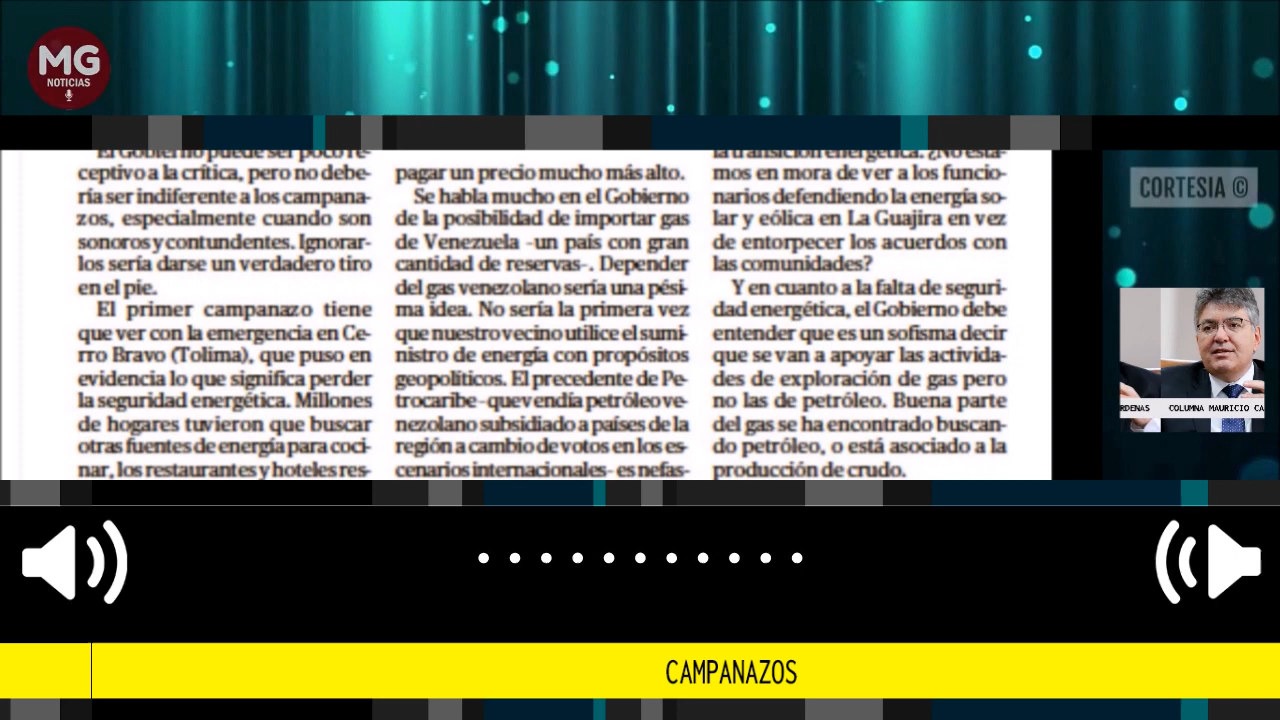 MG
NOTICIAS
El Gobierno puede ser poco re-
ceptivo a la crítica, pero no debe-
ría ser indiferente a los campana-
zos, especialmente cuando son
sonoros y contundentes. Ignorar-
los sería darse un verdadero tiro
en el pie.
El primer campanazo tiene
que ver con la emergencia en Ce-
rro Bravo (Tolima), que puso en
evidencia lo que significa perder
la seguridad energética. Millones
de hogares tuvieron que buscar
otras fuentes de energía para coci-
nar, los restaurantes y hoteles res-
pagar un precio mucho más alto.
Se habla mucho en el Gobierno
de la posibilidad de importar gas
de Venezuela -un país con gran
cantidad de reservas-. Depender
del gas venezolano sería una pési-
ma idea. No sería la primera vez
que nuestro vecino utilice el sumi-
nistro de energía con propósitos
geopolíticos. El precedente de Pe-
trocaribe -que vendía petróleo ve-
nezolano subsidiado a países de la
región a cambio de votos en los es-
cenarios internacionales- es nefas-
la transición energética. ¿No esta-
mos en mora de ver a los funcio-
narios defendiendo la energía so-
lar y eólica en La Guajira en vez
de entorpecer los acuerdos con
las comunidades?
Y en cuanto a la falta de seguri-
dad energética, el Gobierno debe
entender que es un sofisma decir
que se van a apoyar las activida-
des de exploración de gas pero
no las de petróleo. Buena parte
del gas se ha encontrado buscan-
do petróleo, o está asociado a la
producción de crudo.
CORTESIA ©
RDENAS COLUMNA MAURICIO CA
CAMPANAZOS